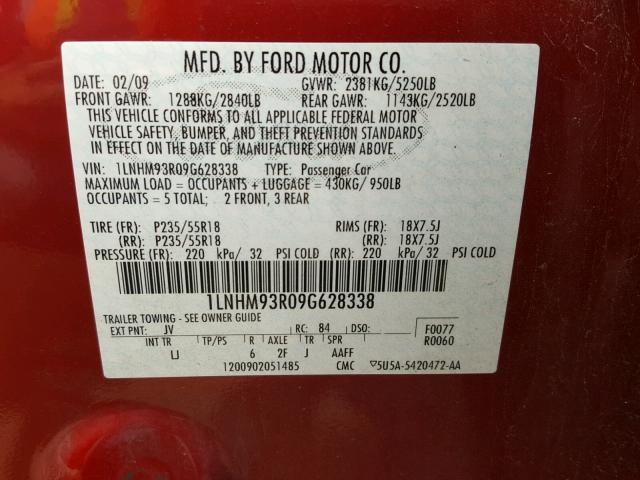 MFD. BY FORD MOTOR CO.
DATE: 02/09 GVWR: 2381KG/5250LB
FRONT GAWR: 1288KG/2840LB REAR GAWR: 1143KG/2520LB
THIS VEHICLE CONFORMS TO ALL APPLICABLE FEDERAL MOTOR
VEHICLE SAFETY, BUMPER, AND THEFT PREVENTION STANDARDS
IN EFFECT ON THE DATE OF MANUFACTURE SHOWN ABOVE.
VIN: 1LNHM93R09G628338 TYPE: Passenger Car
MAXIMUM LOAD = OCCUPANTS + LUGGAGE = 430KG/950LB
OCCUPANTS = 5 TOTAL; 2 FRONT, 3 REAR
TIRE (FR): P235/55R18 RIMS (FR): 18X7.5J
(RR): P235/55R18 (RR): 18X7.5J
PRESSURE (FR): 220 kPa/ 32 PSI COLD (RR): 220 kPa/ 32 PSI COLD
1LNHM93R09G628338
TRAILER TOWING - SEE OWNER GUIDE
EXT PNT: JV RC: 84 DSO: F0077
INT TR TP/PS R AXLE TR SPR R0060
LJ 6 2F J AAFF
1200902051485 CMC ▽5U5A-5420472-AA